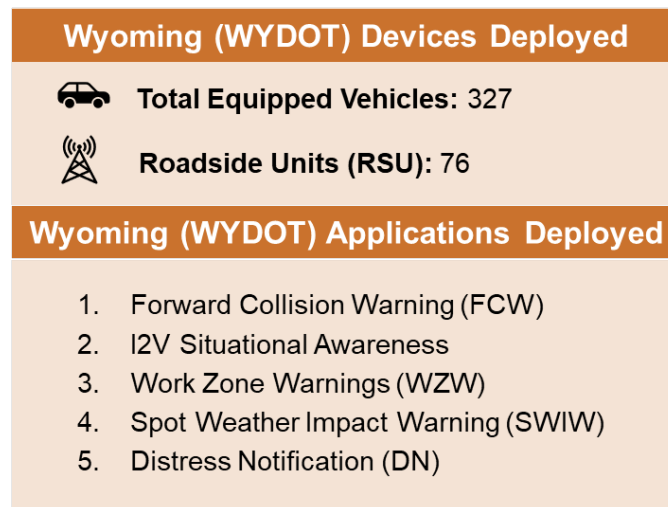 Wyoming (WYDOT) Devices Deployed
Total Equipped Vehicles: 327
Roadside Units (RSU): 76
Wyoming (WYDOT) Applications Deployed
1. Forward Collision Warning (FCW)
2. I2V Situational Awareness
3. Work Zone Warnings (WZW)
4. Spot Weather Impact Warning (SWIW)
5. Distress Notification (DN)